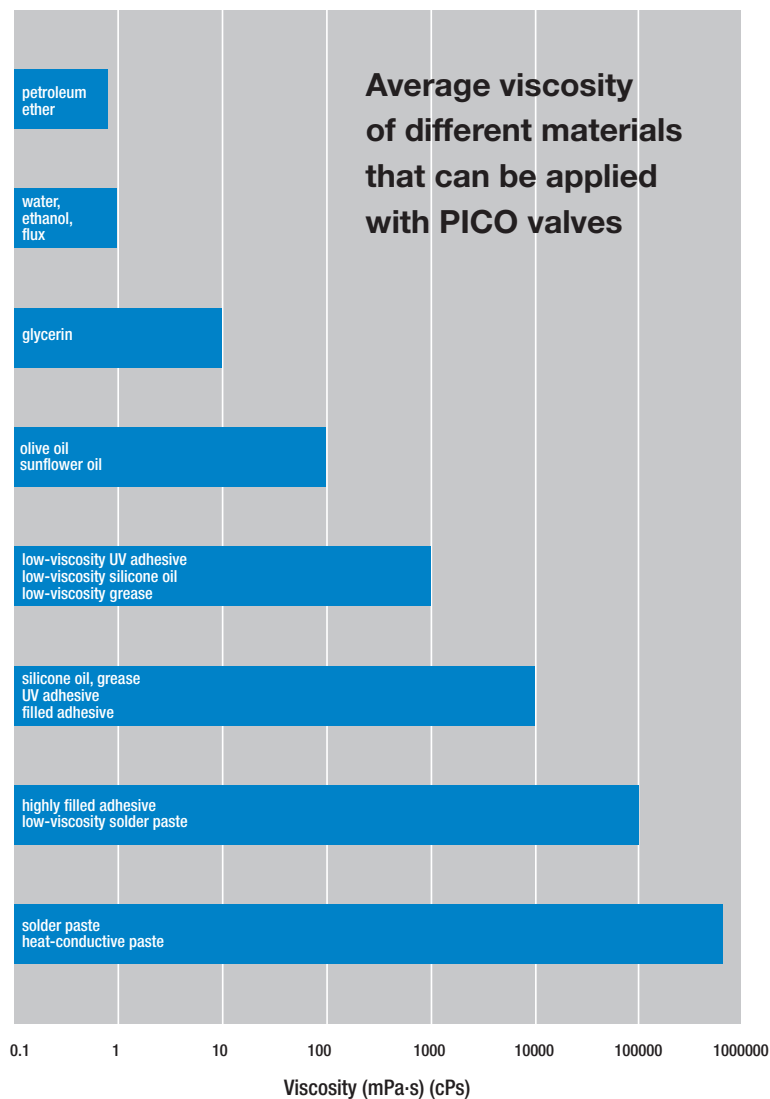 Average viscosity
of different materials
that can be applied
with PICO valves
petroleum
ether
water,
ethanol,
flux
glycerin
olive oil
sunflower oil
low-viscosity UV adhesive
low-viscosity silicone oil
low-viscosity grease
silicone oil, grease
UV adhesive
filled adhesive
highly filled adhesive
low-viscosity solder paste
solder paste
heat-conductive paste
0.1 1 10 100 1000 10000 100000 1000000
Viscosity (mPa·s) (cPs)